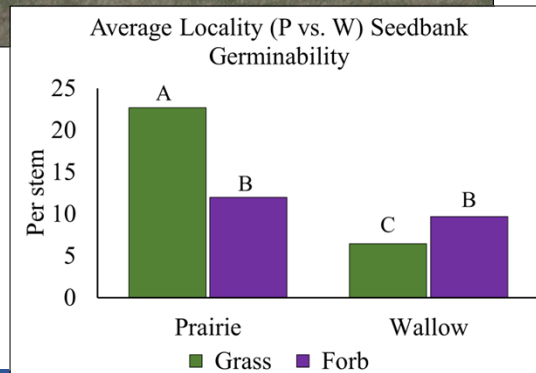 Average Locality (P vs. W) Seedbank
Germinability
Per stem
25
20
15
10
5
0
A
B
C
B
Prairie
Wallow
Grass
Forb